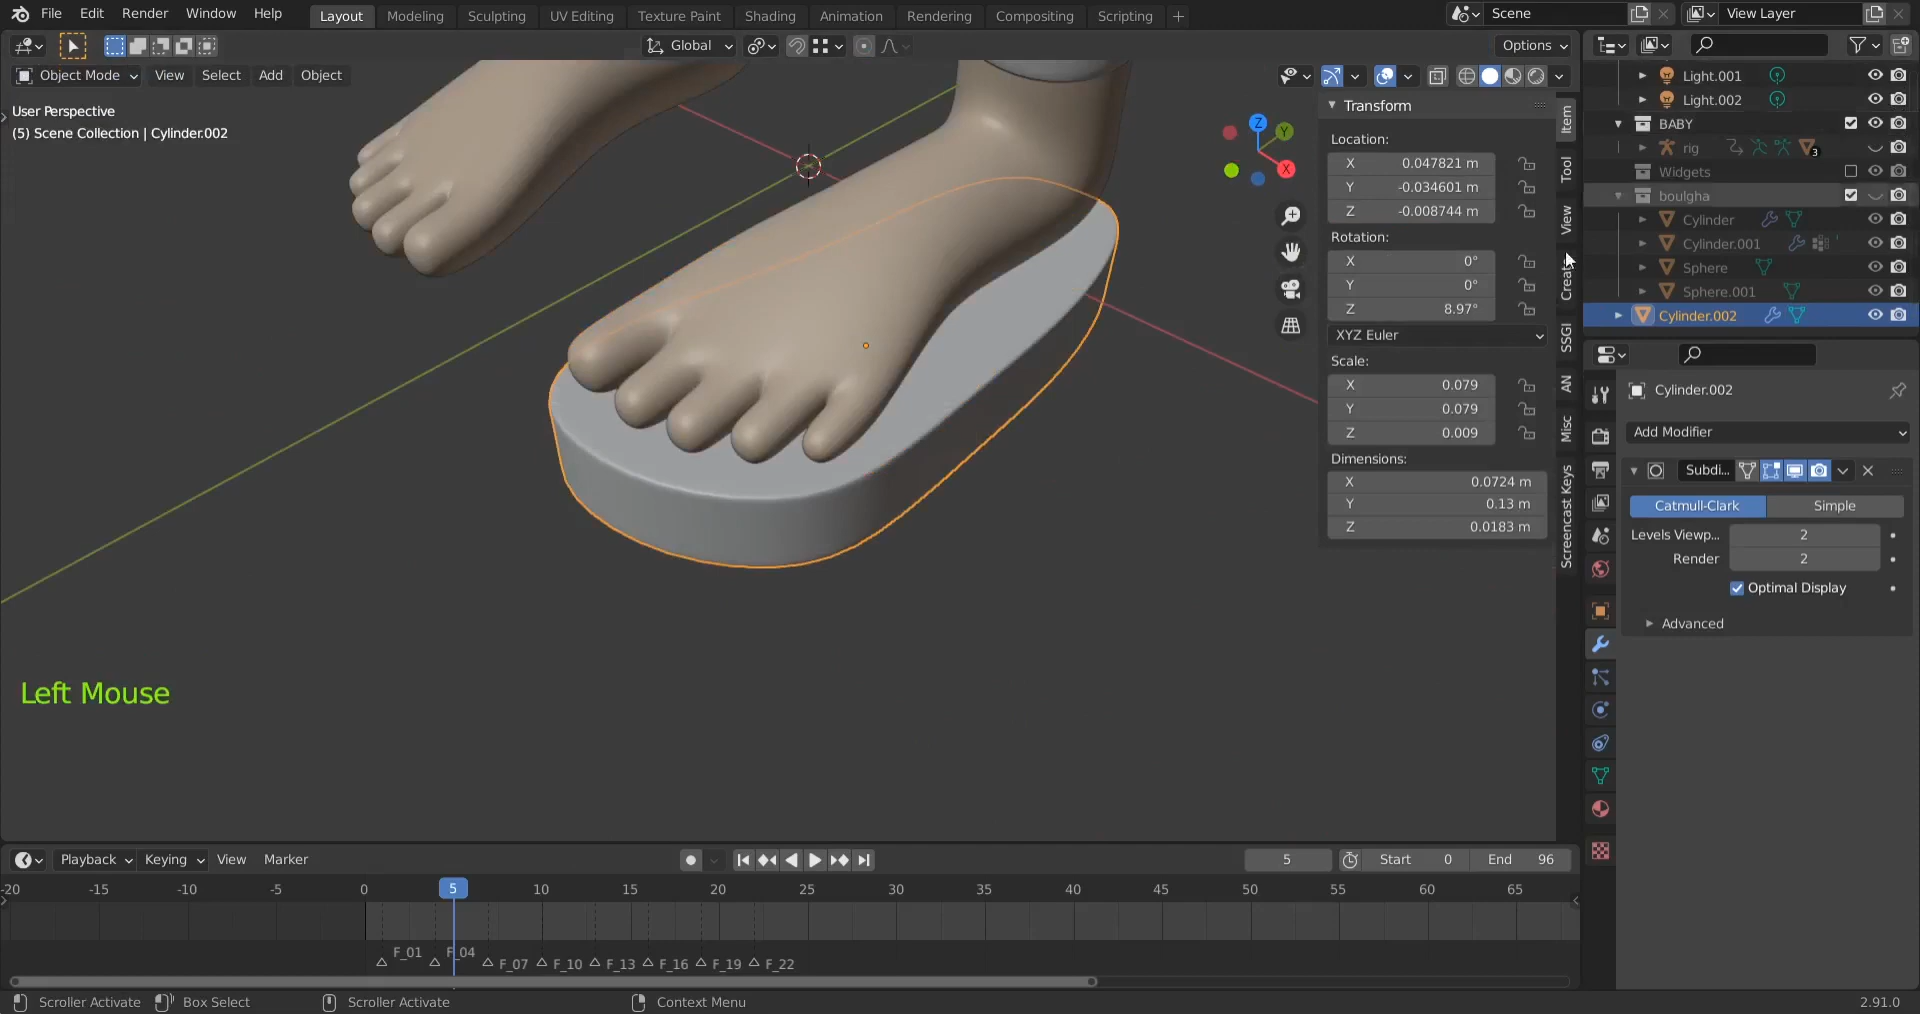 File Edit Render Window Help
Layout Modeling Sculpting UV Editing Texture Paint Shading Animation Rendering Compositing Scripting
Scene View Layer
Global Options
Object Mode View Select Add Object
User Perspective
(5) Scene Collection | Cylinder.002
Z Y X
Transform
Location:
X 0.047821 m
Y -0.034601 m
Z -0.008744 m
Rotation:
X 0°
Y 0°
Z 8.97°
XYZ Euler
Scale:
X 0.079
Y 0.079
Z 0.009
Dimensions:
X 0.0724 m
Y 0.13 m
Z 0.0183 m
Item
Tool
View
Create
SSGI
AN
Misc
Screencast Keys
Light.001
Light.002
BABY
rig 3
Widgets
boulgha
Cylinder
Cylinder.001
Sphere
Sphere.001
Cylinder.002
Cylinder.002
Add Modifier
Subdi...
Catmull-Clark Simple
Levels Viewp... 2
Render 2
Optimal Display
Advanced
Left Mouse
Playback Keying View Marker 5 Start 0 End 96
-20 -15 -10 -5 0 5 10 15 20 25 30 35 40 45 50 55 60 65
F_01 F_04 F_07 F_10 F_13 F_16 F_19 F_22
Scroller Activate Box Select Scroller Activate Context Menu 2.91.0